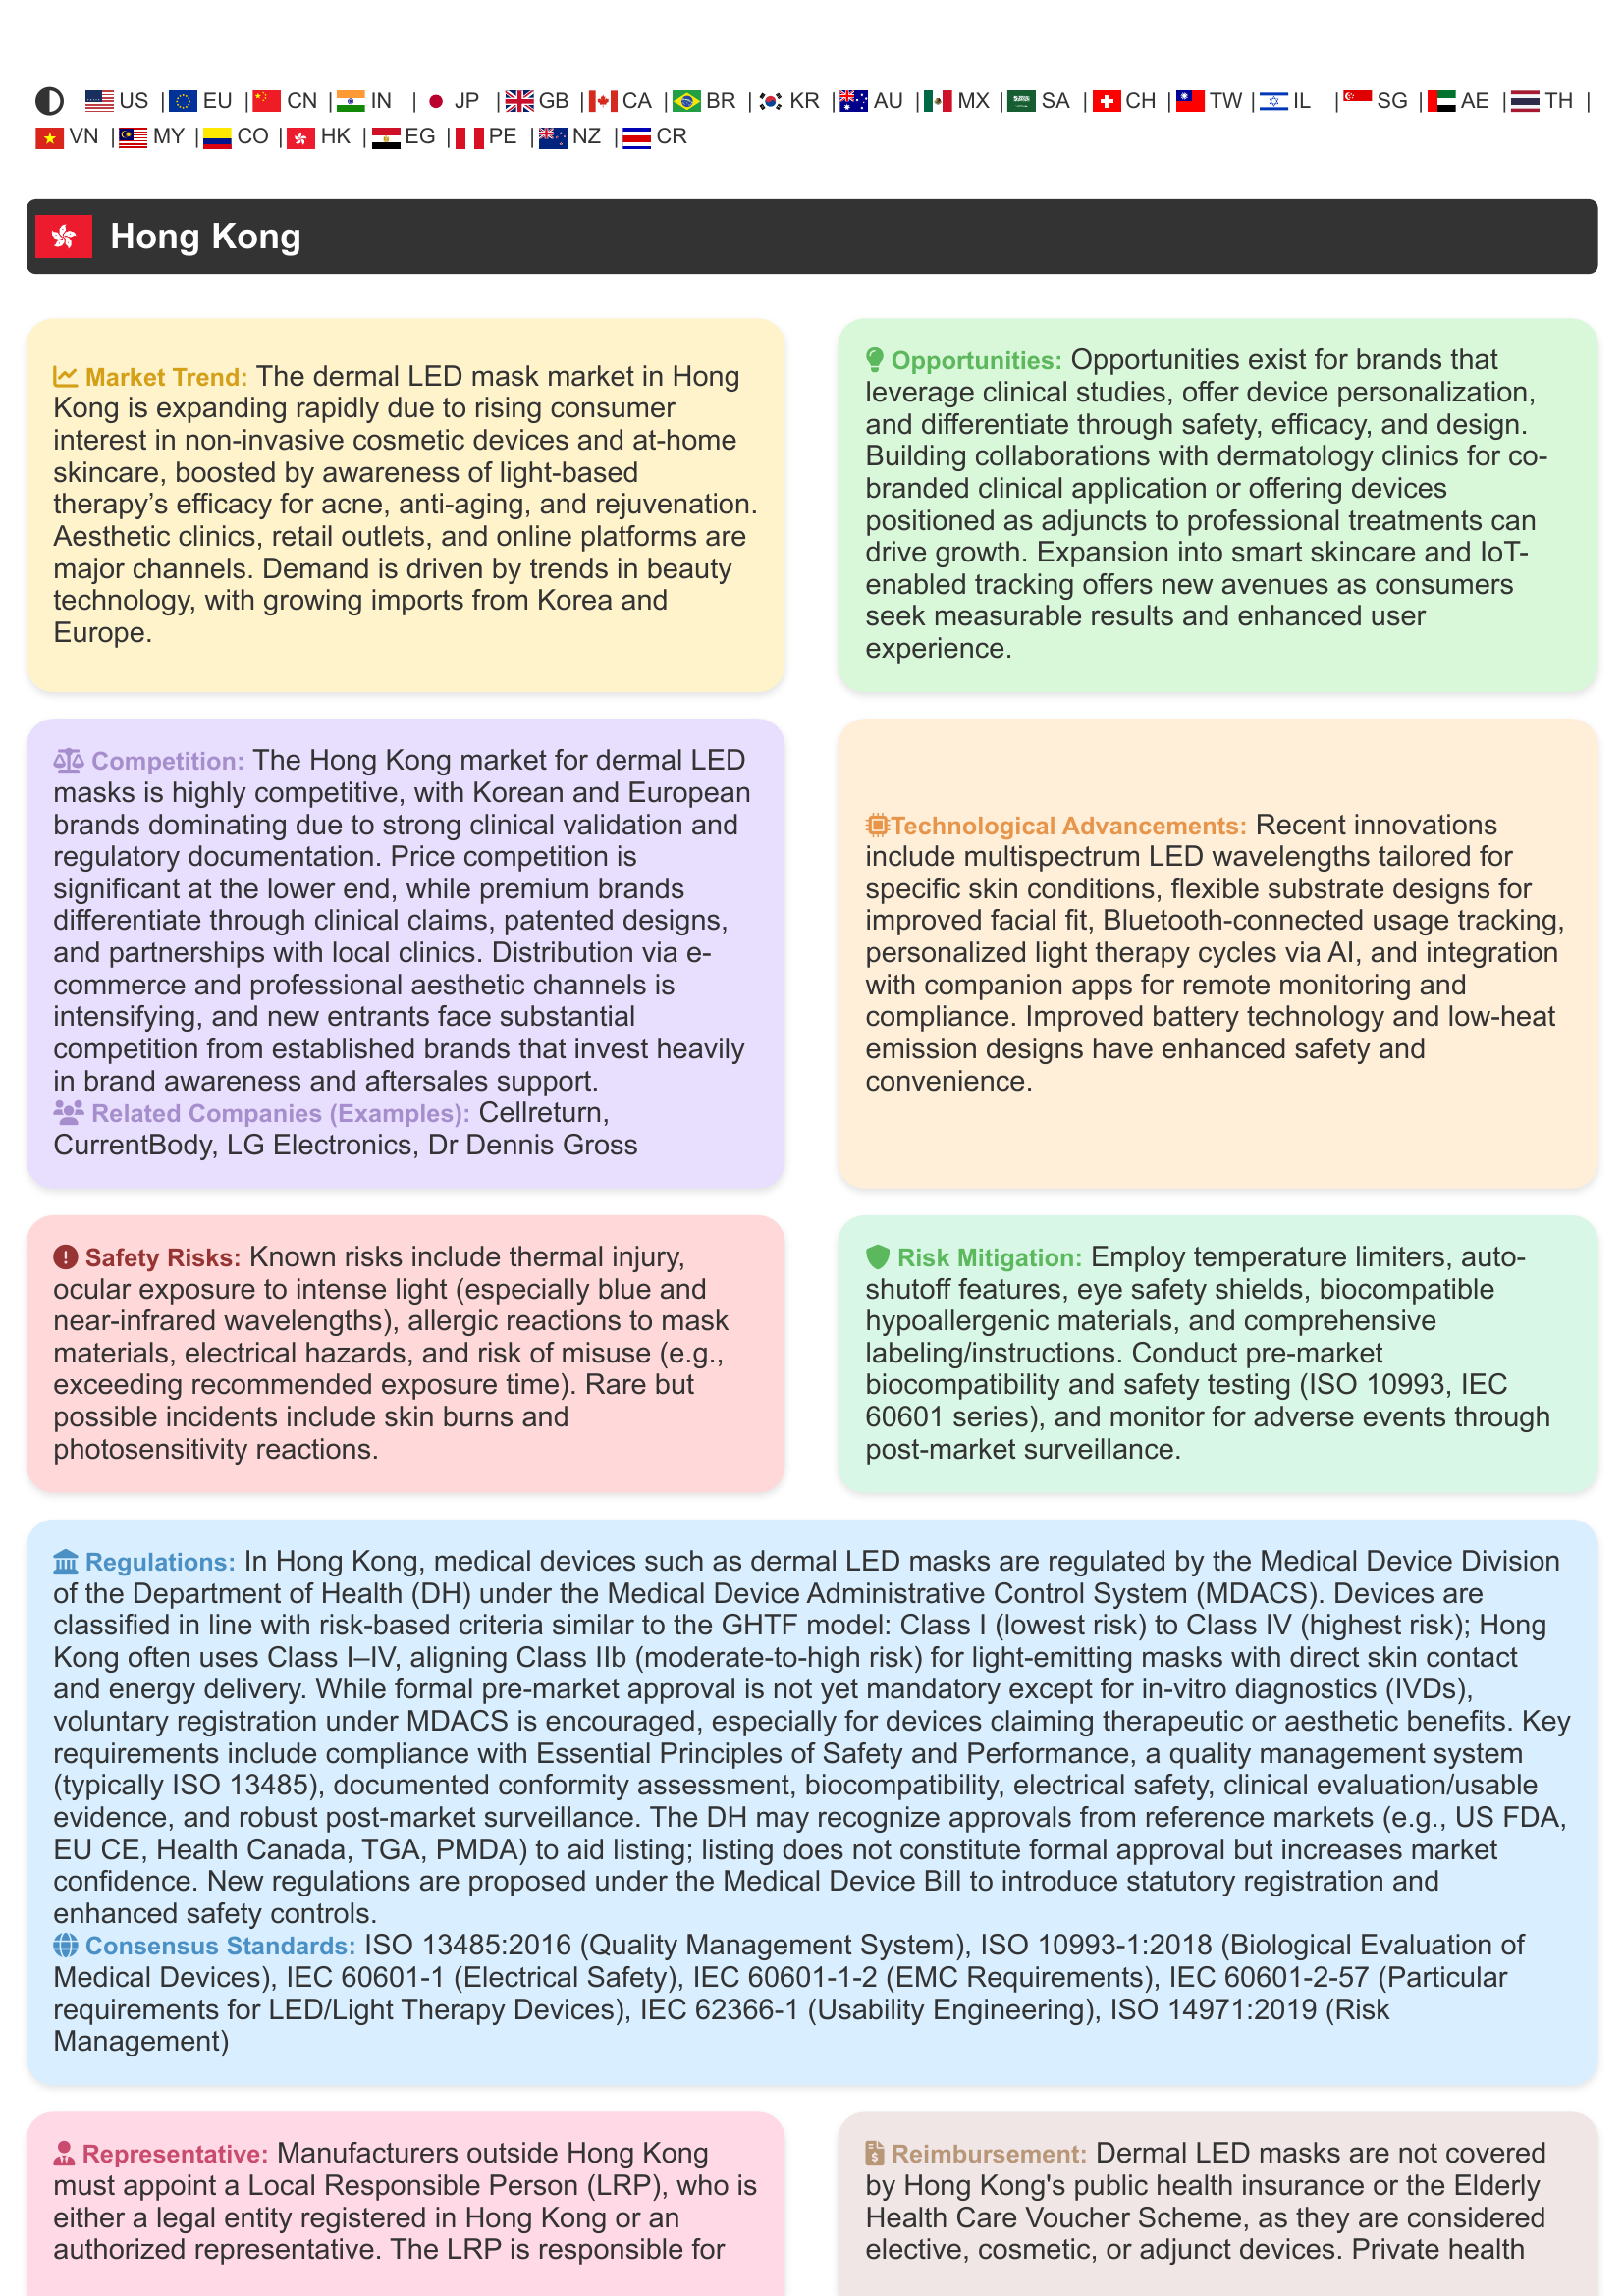 US | EU | CN | IN | JP | GB | CA | BR | KR | AU | MX | SA | CH | TW | IL | SG | AE | TH |
VN | MY | CO | HK | EG | PE | NZ | CR
Hong Kong
Market Trend: The dermal LED mask market in Hong
Kong is expanding rapidly due to rising consumer
interest in non-invasive cosmetic devices and at-home
skincare, boosted by awareness of light-based
therapy's efficacy for acne, anti-aging, and rejuvenation.
Aesthetic clinics, retail outlets, and online platforms are
major channels. Demand is driven by trends in beauty
technology, with growing imports from Korea and
Europe.
Opportunities: Opportunities exist for brands that
leverage clinical studies, offer device personalization,
and differentiate through safety, efficacy, and design.
Building collaborations with dermatology clinics for co-
branded clinical application or offering devices
positioned as adjuncts to professional treatments can
drive growth. Expansion into smart skincare and IoT-
enabled tracking offers new avenues as consumers
seek measurable results and enhanced user
experience.
Competition: The Hong Kong market for dermal LED
masks is highly competitive, with Korean and European
brands dominating due to strong clinical validation and
regulatory documentation. Price competition is
significant at the lower end, while premium brands
differentiate through clinical claims, patented designs,
and partnerships with local clinics. Distribution via e-
commerce and professional aesthetic channels is
intensifying, and new entrants face substantial
competition from established brands that invest heavily
in brand awareness and aftersales support.
Related Companies (Examples): Cellreturn,
CurrentBody, LG Electronics, Dr Dennis Gross
Technological Advancements: Recent innovations
include multispectrum LED wavelengths tailored for
specific skin conditions, flexible substrate designs for
improved facial fit, Bluetooth-connected usage tracking,
personalized light therapy cycles via AI, and integration
with companion apps for remote monitoring and
compliance. Improved battery technology and low-heat
emission designs have enhanced safety and
convenience.
Safety Risks: Known risks include thermal injury,
ocular exposure to intense light (especially blue and
near-infrared wavelengths), allergic reactions to mask
materials, electrical hazards, and risk of misuse (e.g.,
exceeding recommended exposure time). Rare but
possible incidents include skin burns and
photosensitivity reactions.
Risk Mitigation: Employ temperature limiters, auto-
shutoff features, eye safety shields, biocompatible
hypoallergenic materials, and comprehensive
labeling/instructions. Conduct pre-market
biocompatibility and safety testing (ISO 10993, IEC
60601 series), and monitor for adverse events through
post-market surveillance.
Regulations: In Hong Kong, medical devices such as dermal LED masks are regulated by the Medical Device Division
of the Department of Health (DH) under the Medical Device Administrative Control System (MDACS). Devices are
classified in line with risk-based criteria similar to the GHTF model: Class I (lowest risk) to Class IV (highest risk); Hong
Kong often uses Class I–IV, aligning Class IIb (moderate-to-high risk) for light-emitting masks with direct skin contact
and energy delivery. While formal pre-market approval is not yet mandatory except for in-vitro diagnostics (IVDs),
voluntary registration under MDACS is encouraged, especially for devices claiming therapeutic or aesthetic benefits. Key
requirements include compliance with Essential Principles of Safety and Performance, a quality management system
(typically ISO 13485), documented conformity assessment, biocompatibility, electrical safety, clinical evaluation/usable
evidence, and robust post-market surveillance. The DH may recognize approvals from reference markets (e.g., US FDA,
EU CE, Health Canada, TGA, PMDA) to aid listing; listing does not constitute formal approval but increases market
confidence. New regulations are proposed under the Medical Device Bill to introduce statutory registration and
enhanced safety controls.
Consensus Standards: ISO 13485:2016 (Quality Management System), ISO 10993-1:2018 (Biological Evaluation of
Medical Devices), IEC 60601-1 (Electrical Safety), IEC 60601-1-2 (EMC Requirements), IEC 60601-2-57 (Particular
requirements for LED/Light Therapy Devices), IEC 62366-1 (Usability Engineering), ISO 14971:2019 (Risk
Management)
Representative: Manufacturers outside Hong Kong
must appoint a Local Responsible Person (LRP), who is
either a legal entity registered in Hong Kong or an
authorized representative. The LRP is responsible for
Reimbursement: Dermal LED masks are not covered
by Hong Kong's public health insurance or the Elderly
Health Care Voucher Scheme, as they are considered
elective, cosmetic, or adjunct devices. Private health